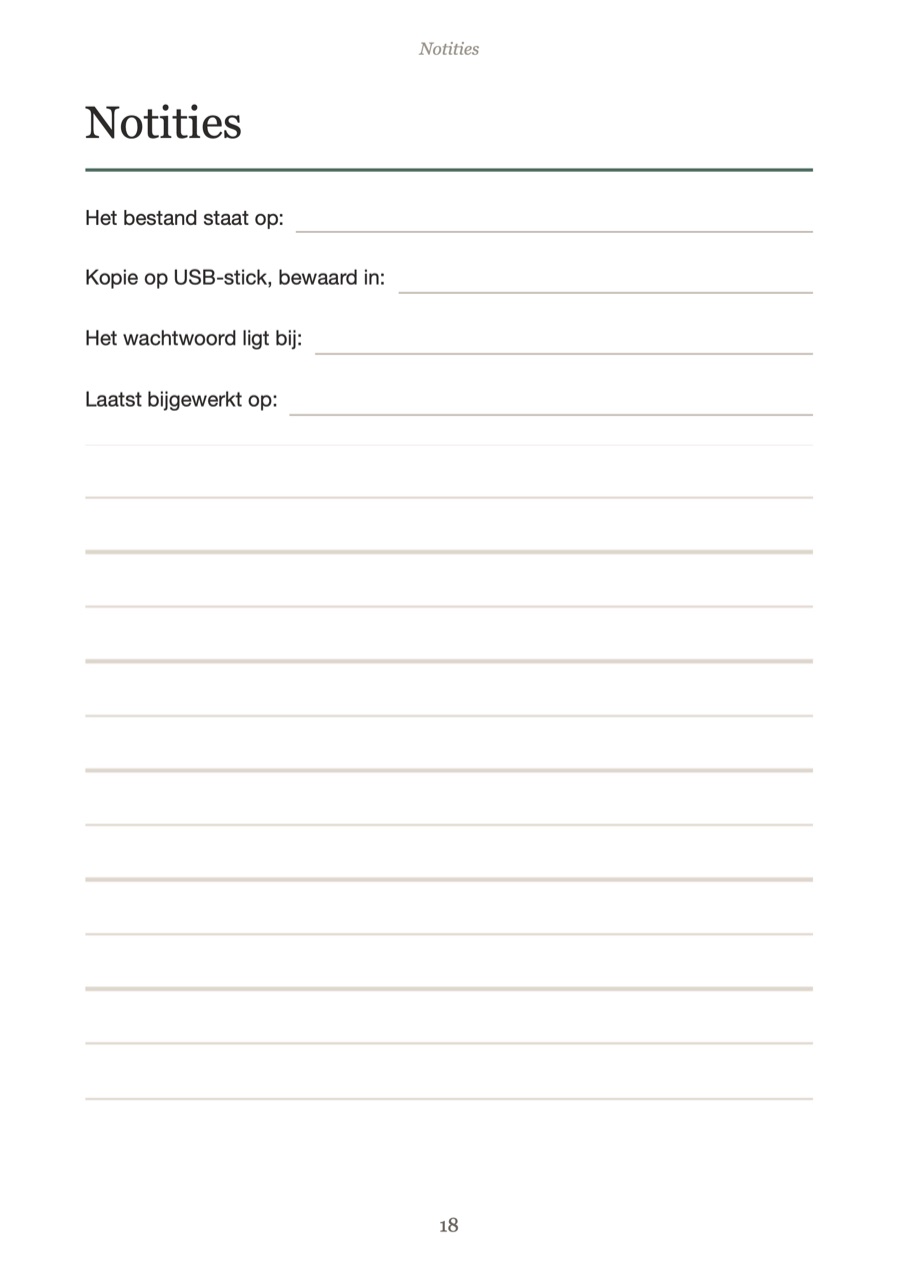 Notities
Notities
Het bestand staat op:
Kopie op USB-stick, bewaard in:
Het wachtwoord ligt bij:
Laatst bijgewerkt op:
18